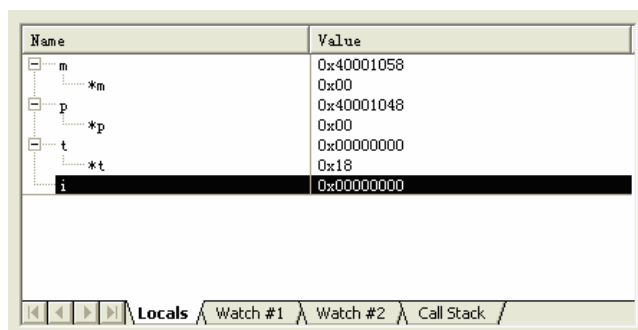 Name Value
m 0x40001058
*m 0x00
p 0x40001048
*p 0x00
t 0x00000000
*t 0x18
i 0x00000000
Locals Watch #1 Watch #2 Call Stack